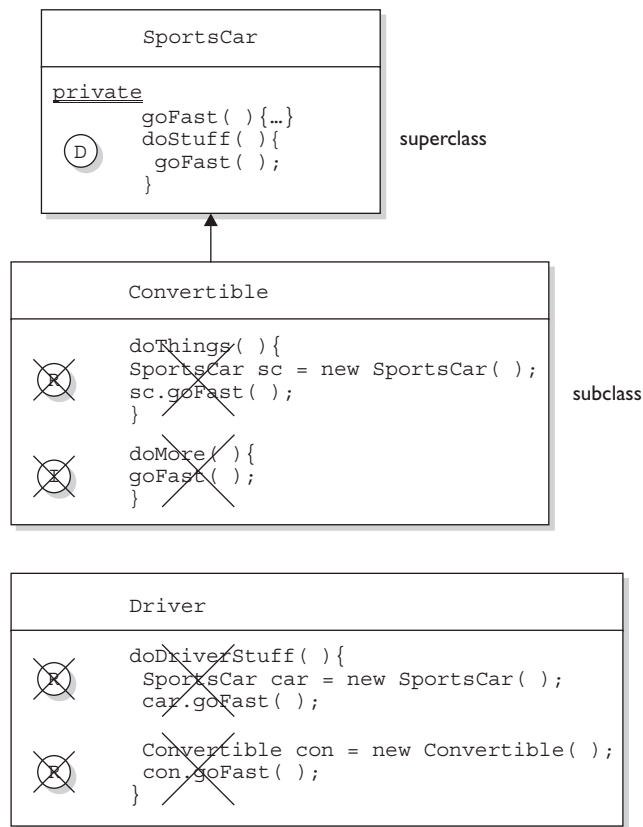 SportsCar
private
goFast( ){…}
D
doStuff( ){
goFast( );
}
superclass
Convertible
doThings( ){
R
SportsCar sc = new SportsCar( );
sc.goFast( );
}
subclass
doMore( ){
I
goFast( );
}
Driver
doDriverStuff( ){
R
SportsCar car = new SportsCar( );
car.goFast( );
Convertible con = new Convertible( );
R
con.goFast( );
}